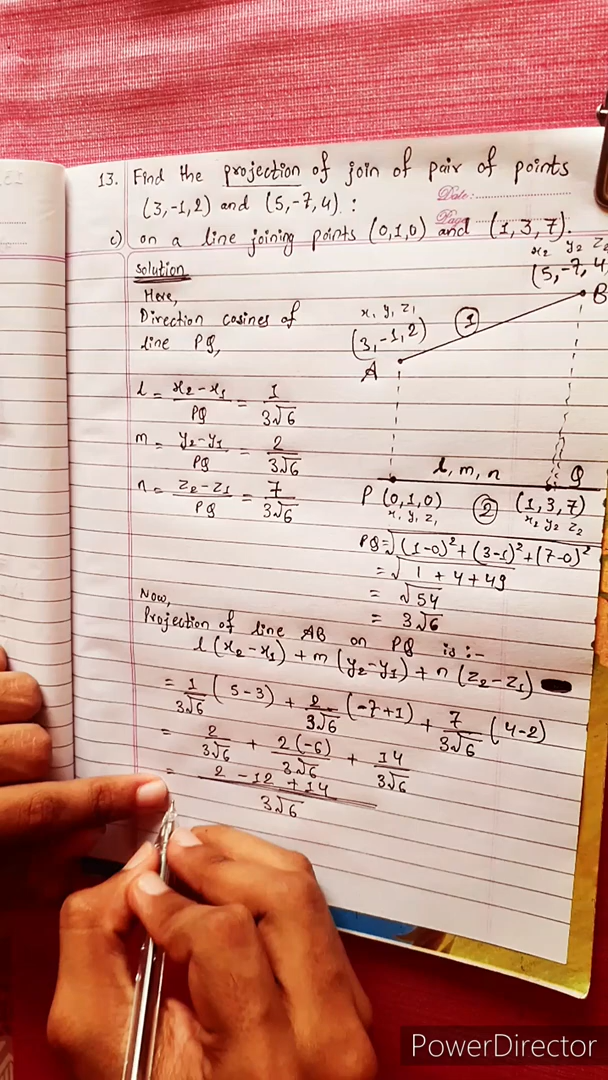 13. Find the projection of join of pair of points
(3,-1,2) and (5,-7,4). :
Date:
Page
c) on a line joining points (0,1,0) and (1,3,7).
solution
Here,
Direction cosines of
line PQ,
l = x₂-x₁/PQ = 1/3√6
m = y₂-y₁/PQ = 2/3√6
n = z₂-z₁/PQ = 7/3√6
x₂ y₂ z₂
(5,-7,4
B
x₁ y₁ z₁
(3,-1,2)
1
A
l, m, n
Q
P (0,1,0) 2 (1,3,7)
x₁ y₁ z₁ x₂ y₂ z₂
PQ = √(1-0)²+(3-1)²+(7-0)²
= √1+4+49
= √54
= 3√6
Now,
Projection of line AB on PQ is :-
l(x₂-x₁)+m(y₂-y₁)+n(z₂-z₁)
= 1/3√6 (5-3) + 2/3√6 (-7+1) + 7/3√6 (4-2)
= 2/3√6 + 2(-6)/3√6 + 14/3√6
= 2-12+14/3√6
PowerDirector